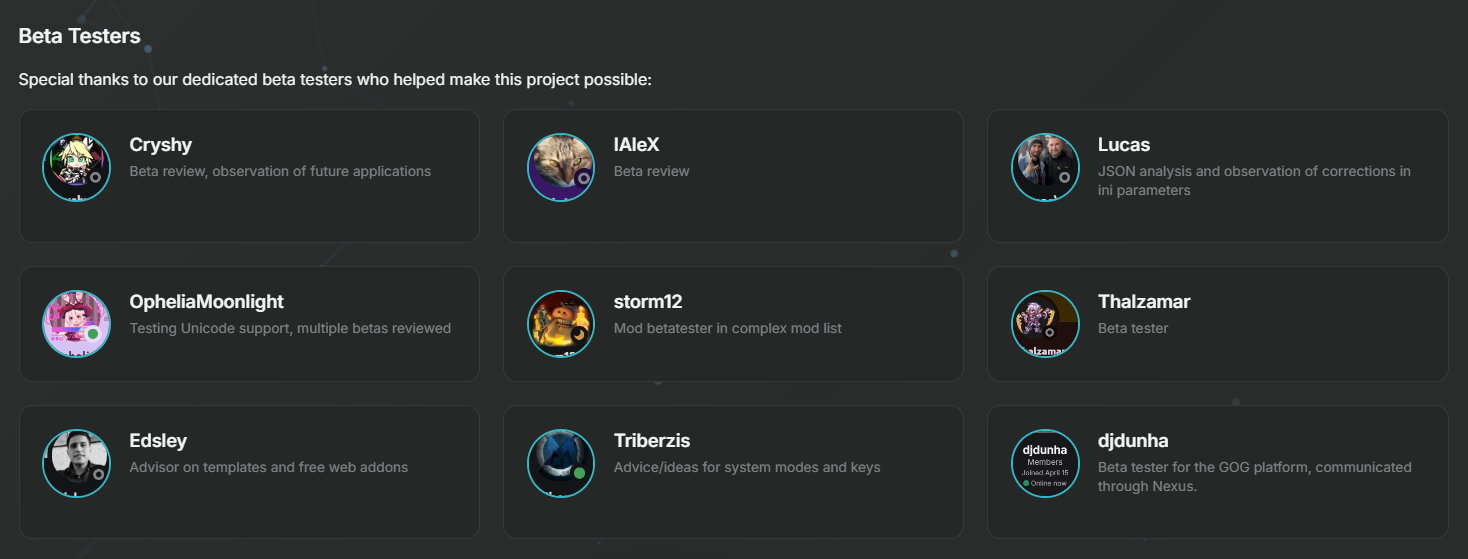 Beta Testers
Special thanks to our dedicated beta testers who helped make this project possible:
Cryshy
Beta review, observation of future applications
IAleX
Beta review
Lucas
JSON analysis and observation of corrections in
ini parameters
OpheliaMoonlight
Testing Unicode support, multiple betas reviewed
storm12
Mod betatester in complex mod list
Thalzamar
Beta tester
halzamar
Edsley
Advisor on templates and free web addons
Triberzis
Advice/ideas for system modes and keys
djdunha
Members
Joined April 15
Online now
djdunha
Beta tester for the GOG platform, communicated
through Nexus.